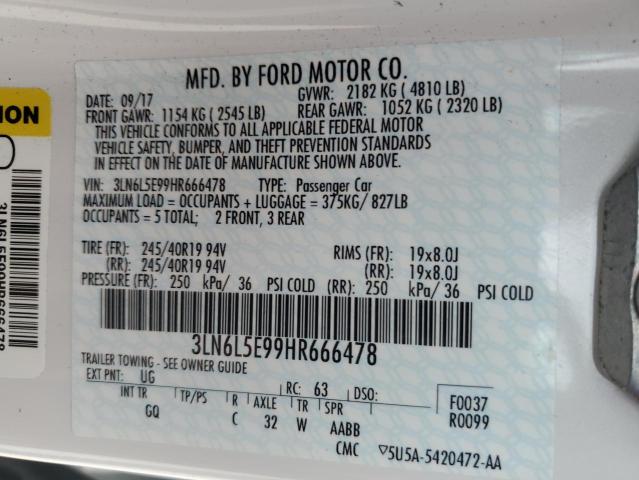 MFD. BY FORD MOTOR CO.
DATE: 09/17 GVWR: 2182 KG ( 4810 LB)
FRONT GAWR: 1154 KG ( 2545 LB) REAR GAWR: 1052 KG ( 2320 LB)
THIS VEHICLE CONFORMS TO ALL APPLICABLE FEDERAL MOTOR
VEHICLE SAFETY, BUMPER, AND THEFT PREVENTION STANDARDS
IN EFFECT ON THE DATE OF MANUFACTURE SHOWN ABOVE.
VIN: 3LN6L5E99HR666478 TYPE: Passenger Car
MAXIMUM LOAD = OCCUPANTS + LUGGAGE = 375KG/ 827LB
OCCUPANTS = 5 TOTAL; 2 FRONT, 3 REAR
TIRE (FR): 245/40R19 94V RIMS (FR): 19x8.0J
(RR): 245/40R19 94V (RR): 19x8.0J
PRESSURE (FR): 250 kPa/ 36 PSI COLD (RR): 250 kPa/ 36 PSI COLD
3LN6L5E99HR666478
TRAILER TOWING - SEE OWNER GUIDE
EXT PNT: UG RC: 63 DSO: F0037
INT TR TP/PS R AXLE TR SPR R0099
GQ C 32 W AABB
CMC ▽5U5A-5420472-AA
TION
3LN6L5E99HR666478